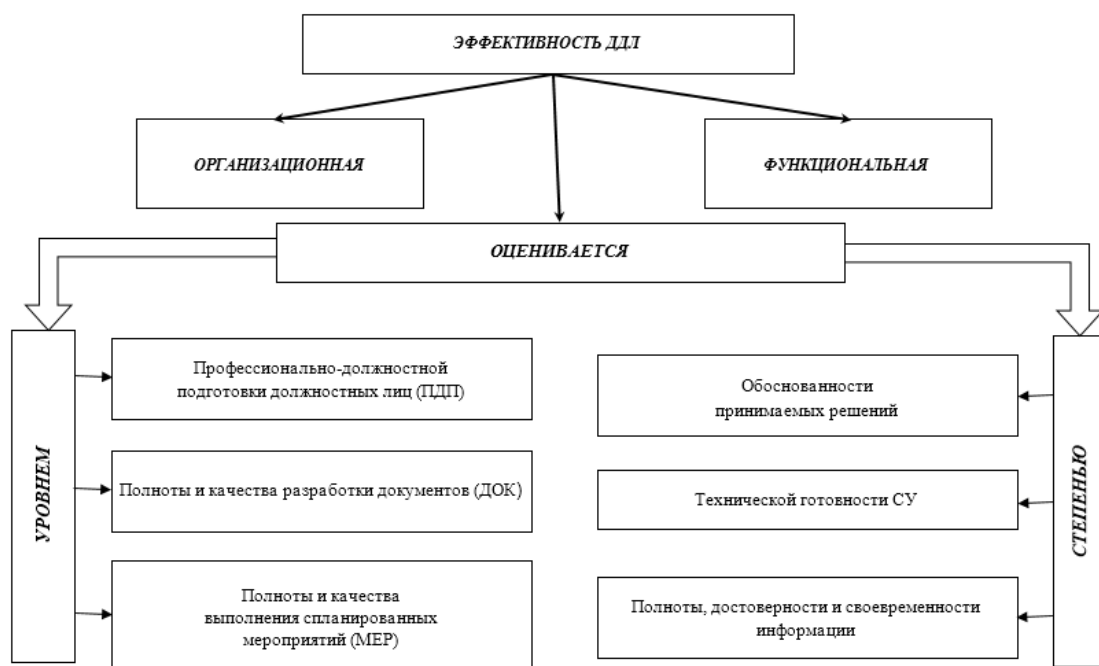 ЭФФЕКТИВНОСТЬ ДДЛ
ОРГАНИЗАЦИОННАЯ
ФУНКЦИОНАЛЬНАЯ
ОЦЕНИВАЕТСЯ
УРОВНЕМ
Профессионально-должностной
подготовки должностных лиц (ПДП)
Полноты и качества разработки документов (ДОК)
Полноты и качества
выполнения спланированных
мероприятий (МЕР)
СТЕПЕНЬЮ
Обоснованности
принимаемых решений
Технической готовности СУ
Полноты, достоверности и своевременности
информации